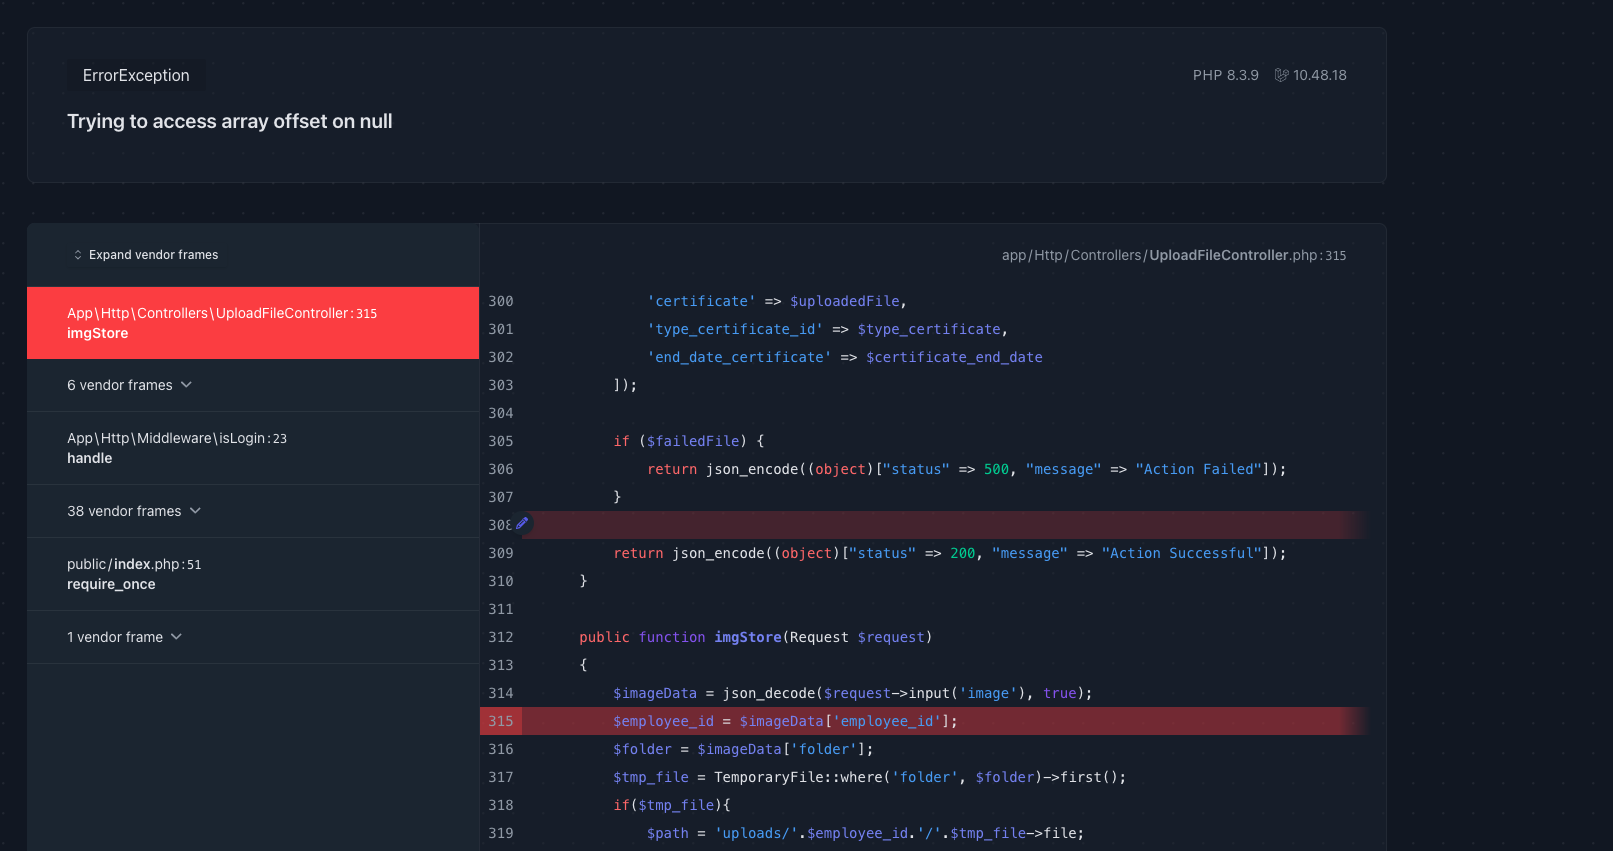 ErrorException
PHP 8.3.9 10.48.18
Trying to access array offset on null
Expand vendor frames
App\Http\Controllers\UploadFileController:315
imgStore
6 vendor frames
App\Http\Middleware\isLogin:23
handle
38 vendor frames
public/index.php:51
require_once
1 vendor frame
app/Http/Controllers/UploadFileController.php:315
300 'certificate' => $uploadedFile,
301 'type_certificate_id' => $type_certificate,
302 'end_date_certificate' => $certificate_end_date
303 ]);
304
305 if ($failedFile) {
306 return json_encode((object)["status" => 500, "message" => "Action Failed"]);
307 }
308
309 return json_encode((object)["status" => 200, "message" => "Action Successful"]);
310 }
311
312 public function imgStore(Request $request)
313 {
314 $imageData = json_decode($request->input('image'), true);
315 $employee_id = $imageData['employee_id'];
316 $folder = $imageData['folder'];
317 $tmp_file = TemporaryFile::where('folder', $folder)->first();
318 if($tmp_file){
319 $path = 'uploads/'.$employee_id.'/'.$tmp_file->file;